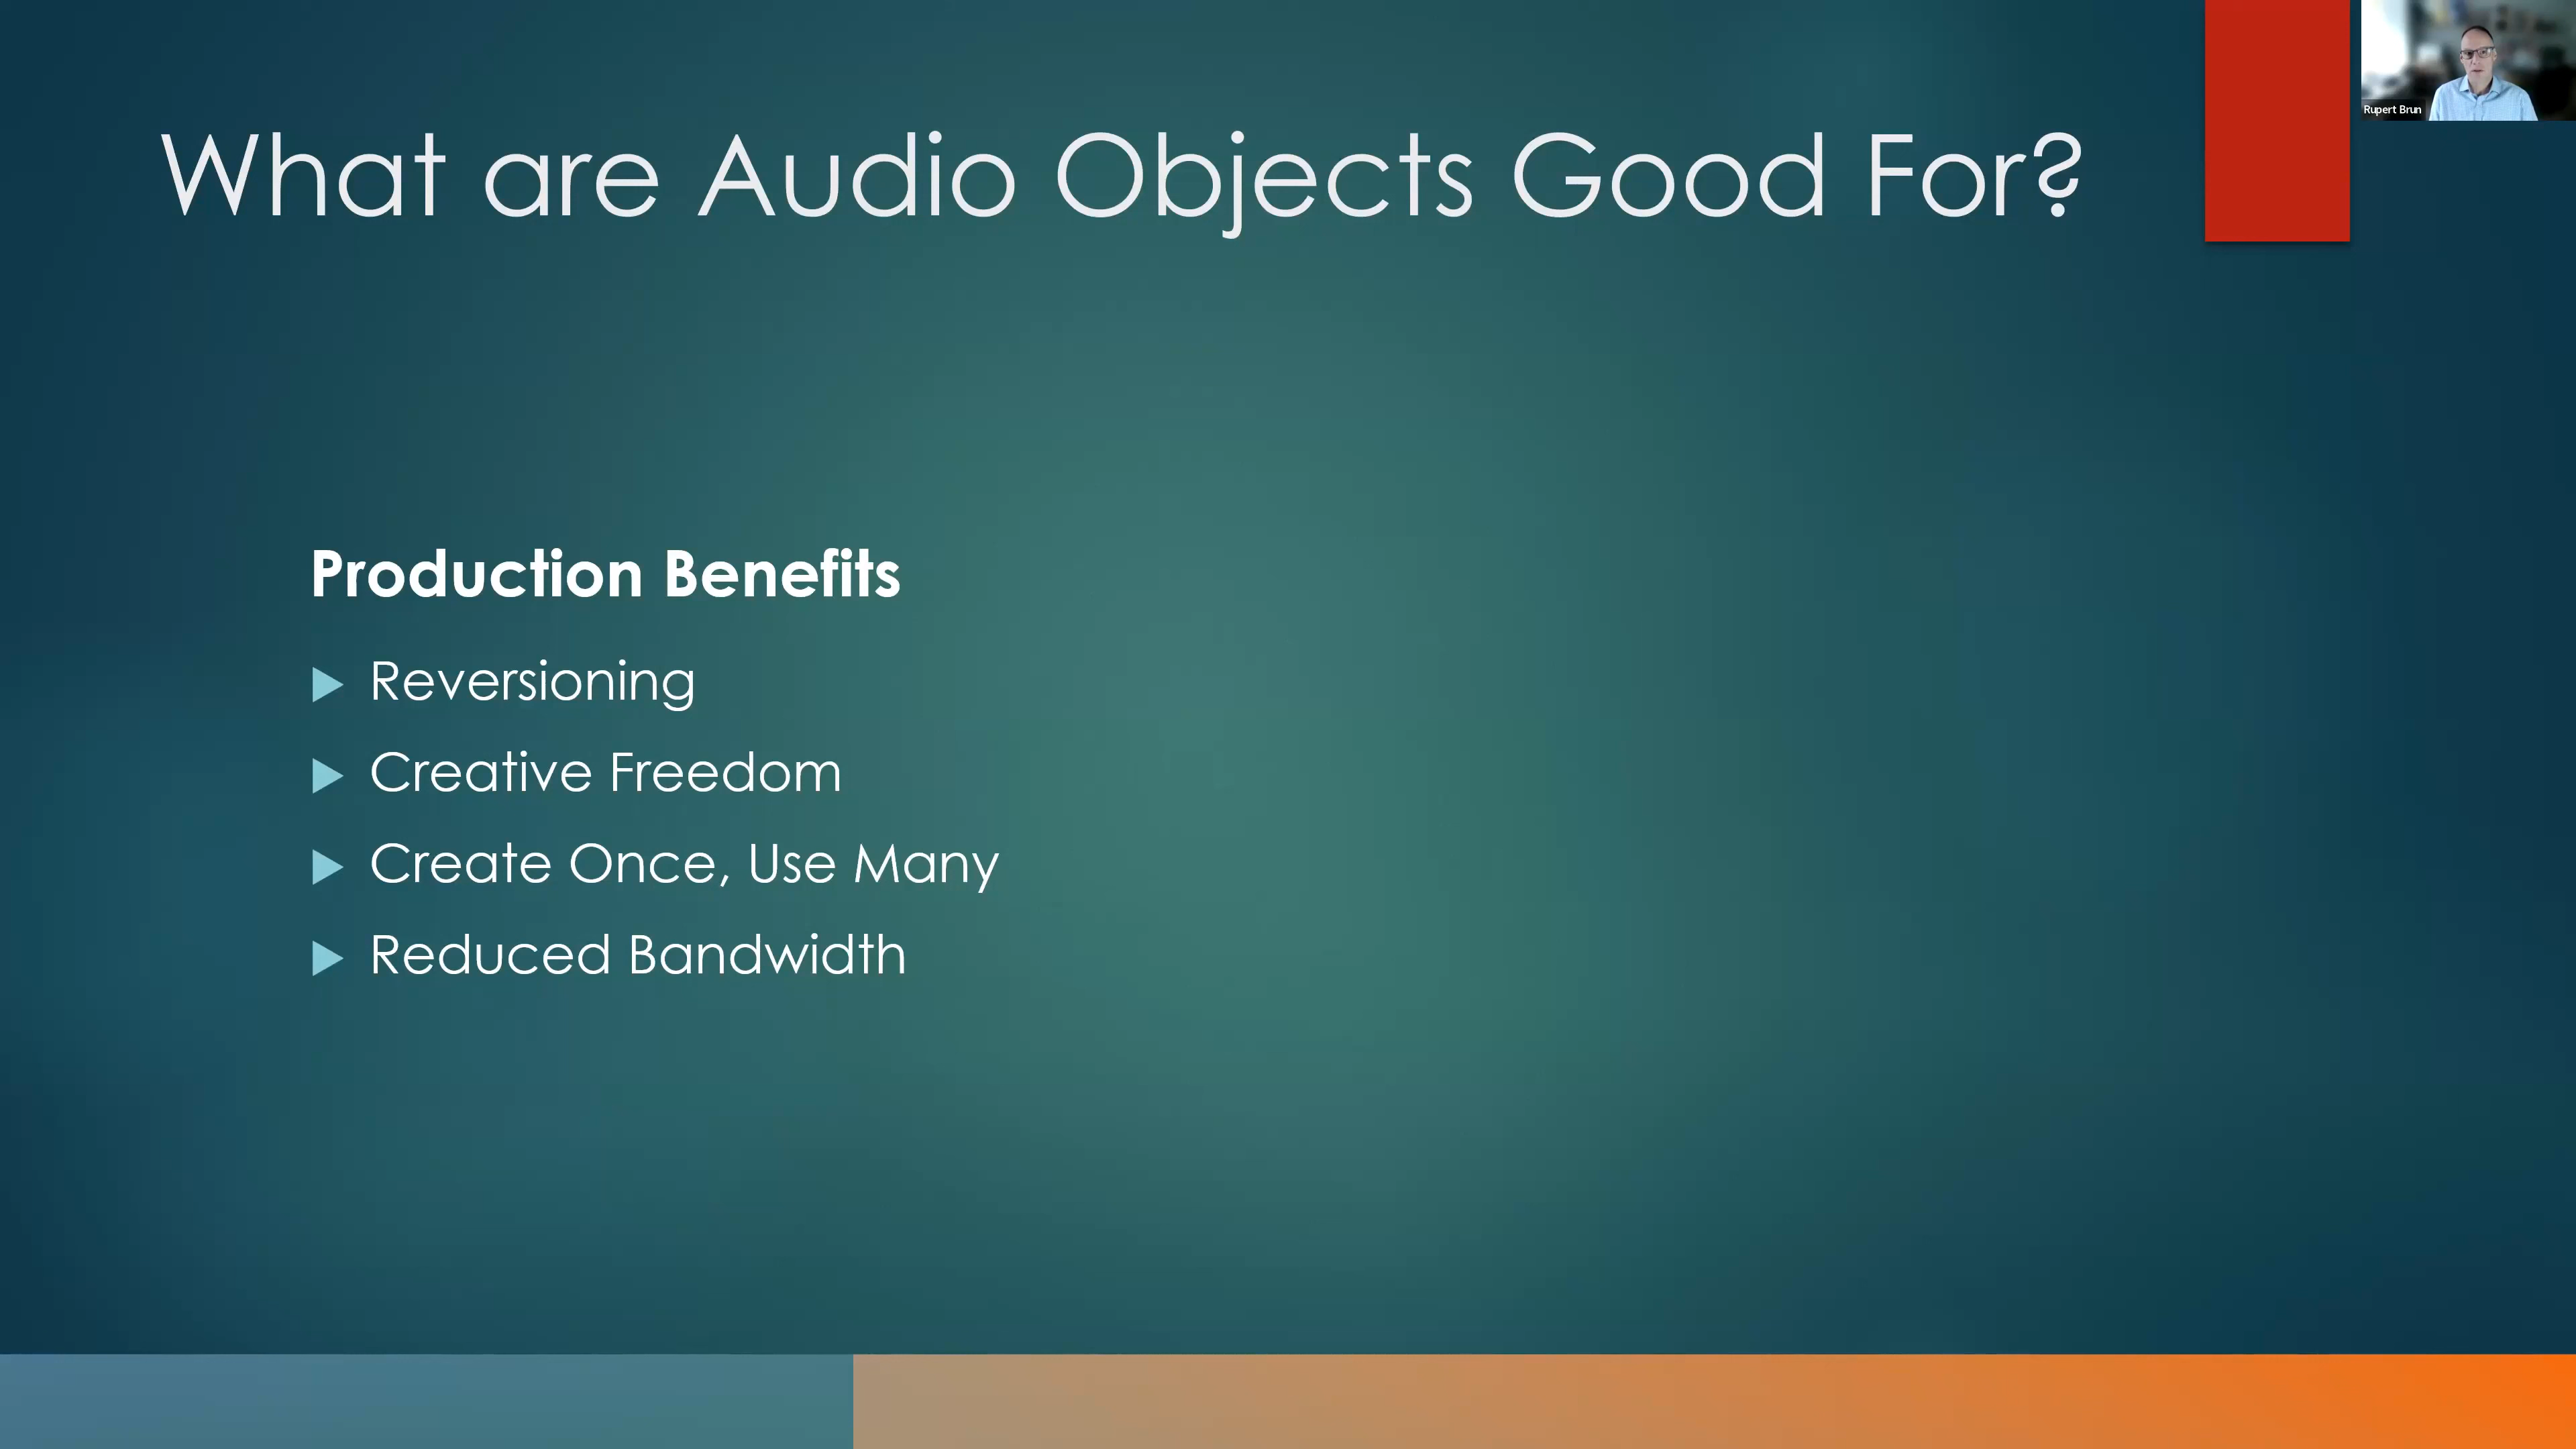 What are Audio Objects Good For?
Rupert Brun
Production Benefits
Reversioning
Creative Freedom
Create Once, Use Many
Reduced Bandwidth